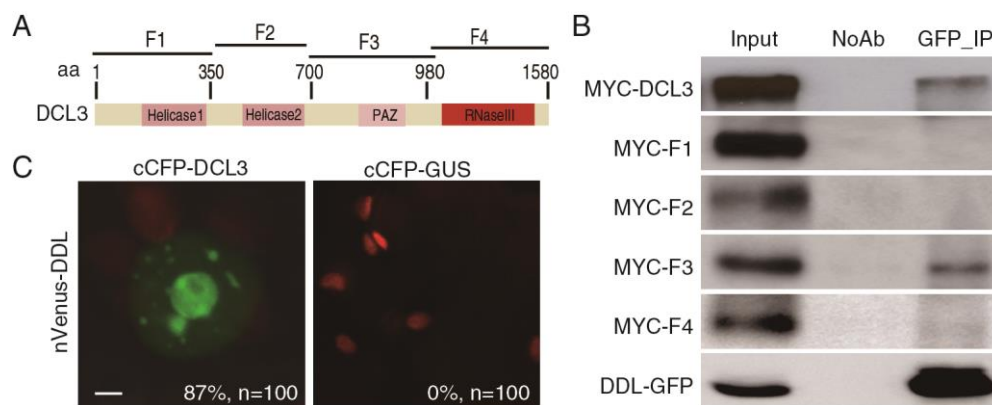 A
F1 F2 F3 F4
aa 1 350 700 980 1580
DCL3 Helicase1 Helicase2 PAZ RNaseIII
B
Input NoAb GFP_IP
MYC-DCL3
MYC-F1
MYC-F2
MYC-F3
MYC-F4
DDL-GFP
C
cCFP-DCL3 cCFP-GUS
nVenus-DDL
87%, n=100 0%, n=100